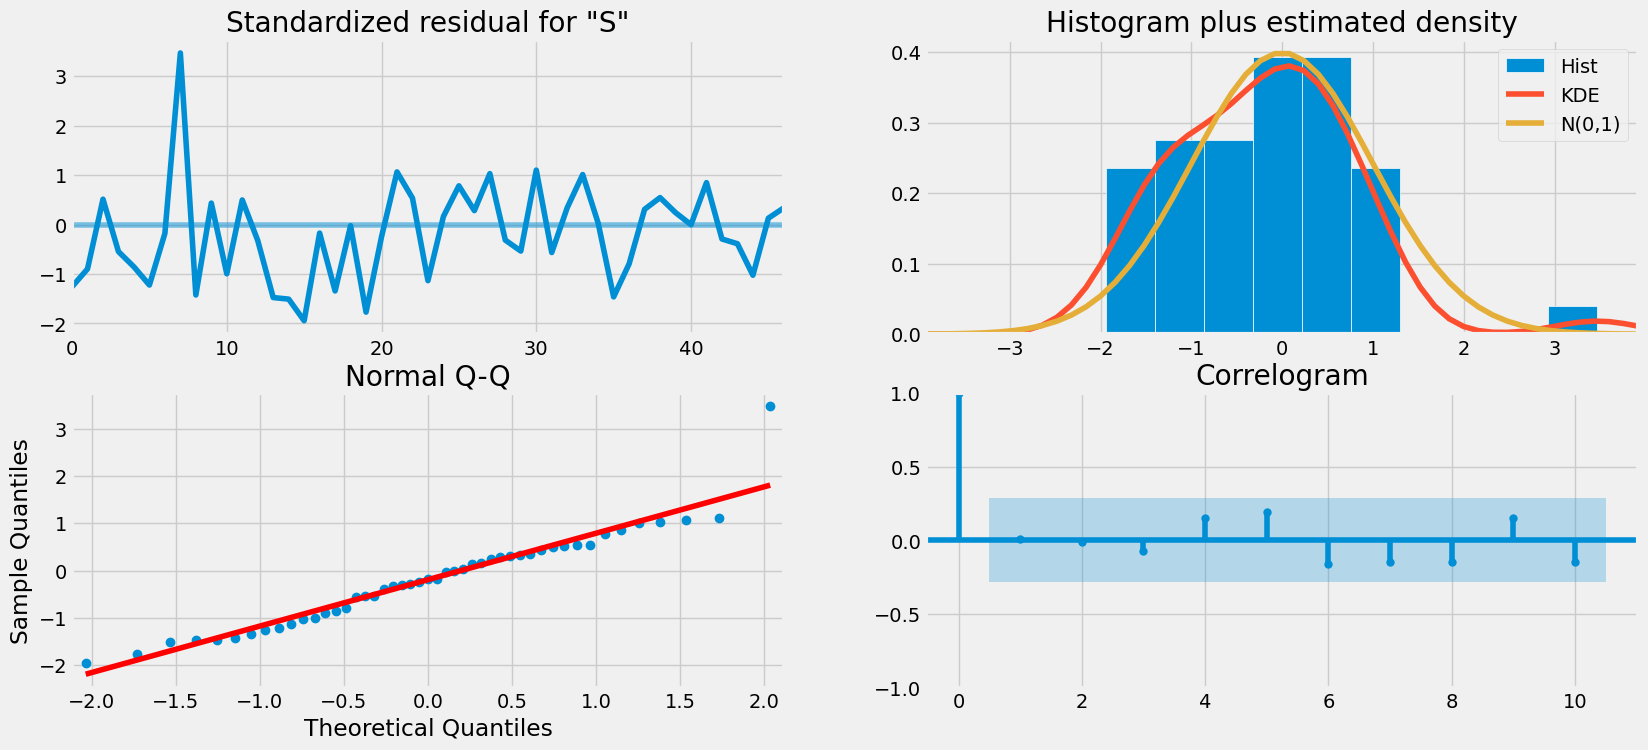 Standardized residual for "S"
3
2
1
0
−1
−2
0 10 20 30 40
Histogram plus estimated density
0.4
0.3
0.2
0.1
0.0
Hist
KDE
N(0,1)
−3 −2 −1 0 1 2 3
Normal Q-Q
Sample Quantiles
3
2
1
0
−1
−2
−2.0 −1.5 −1.0 −0.5 0.0 0.5 1.0 1.5 2.0
Theoretical Quantiles
Correlogram
1.0
0.5
0.0
−0.5
−1.0
0 2 4 6 8 10